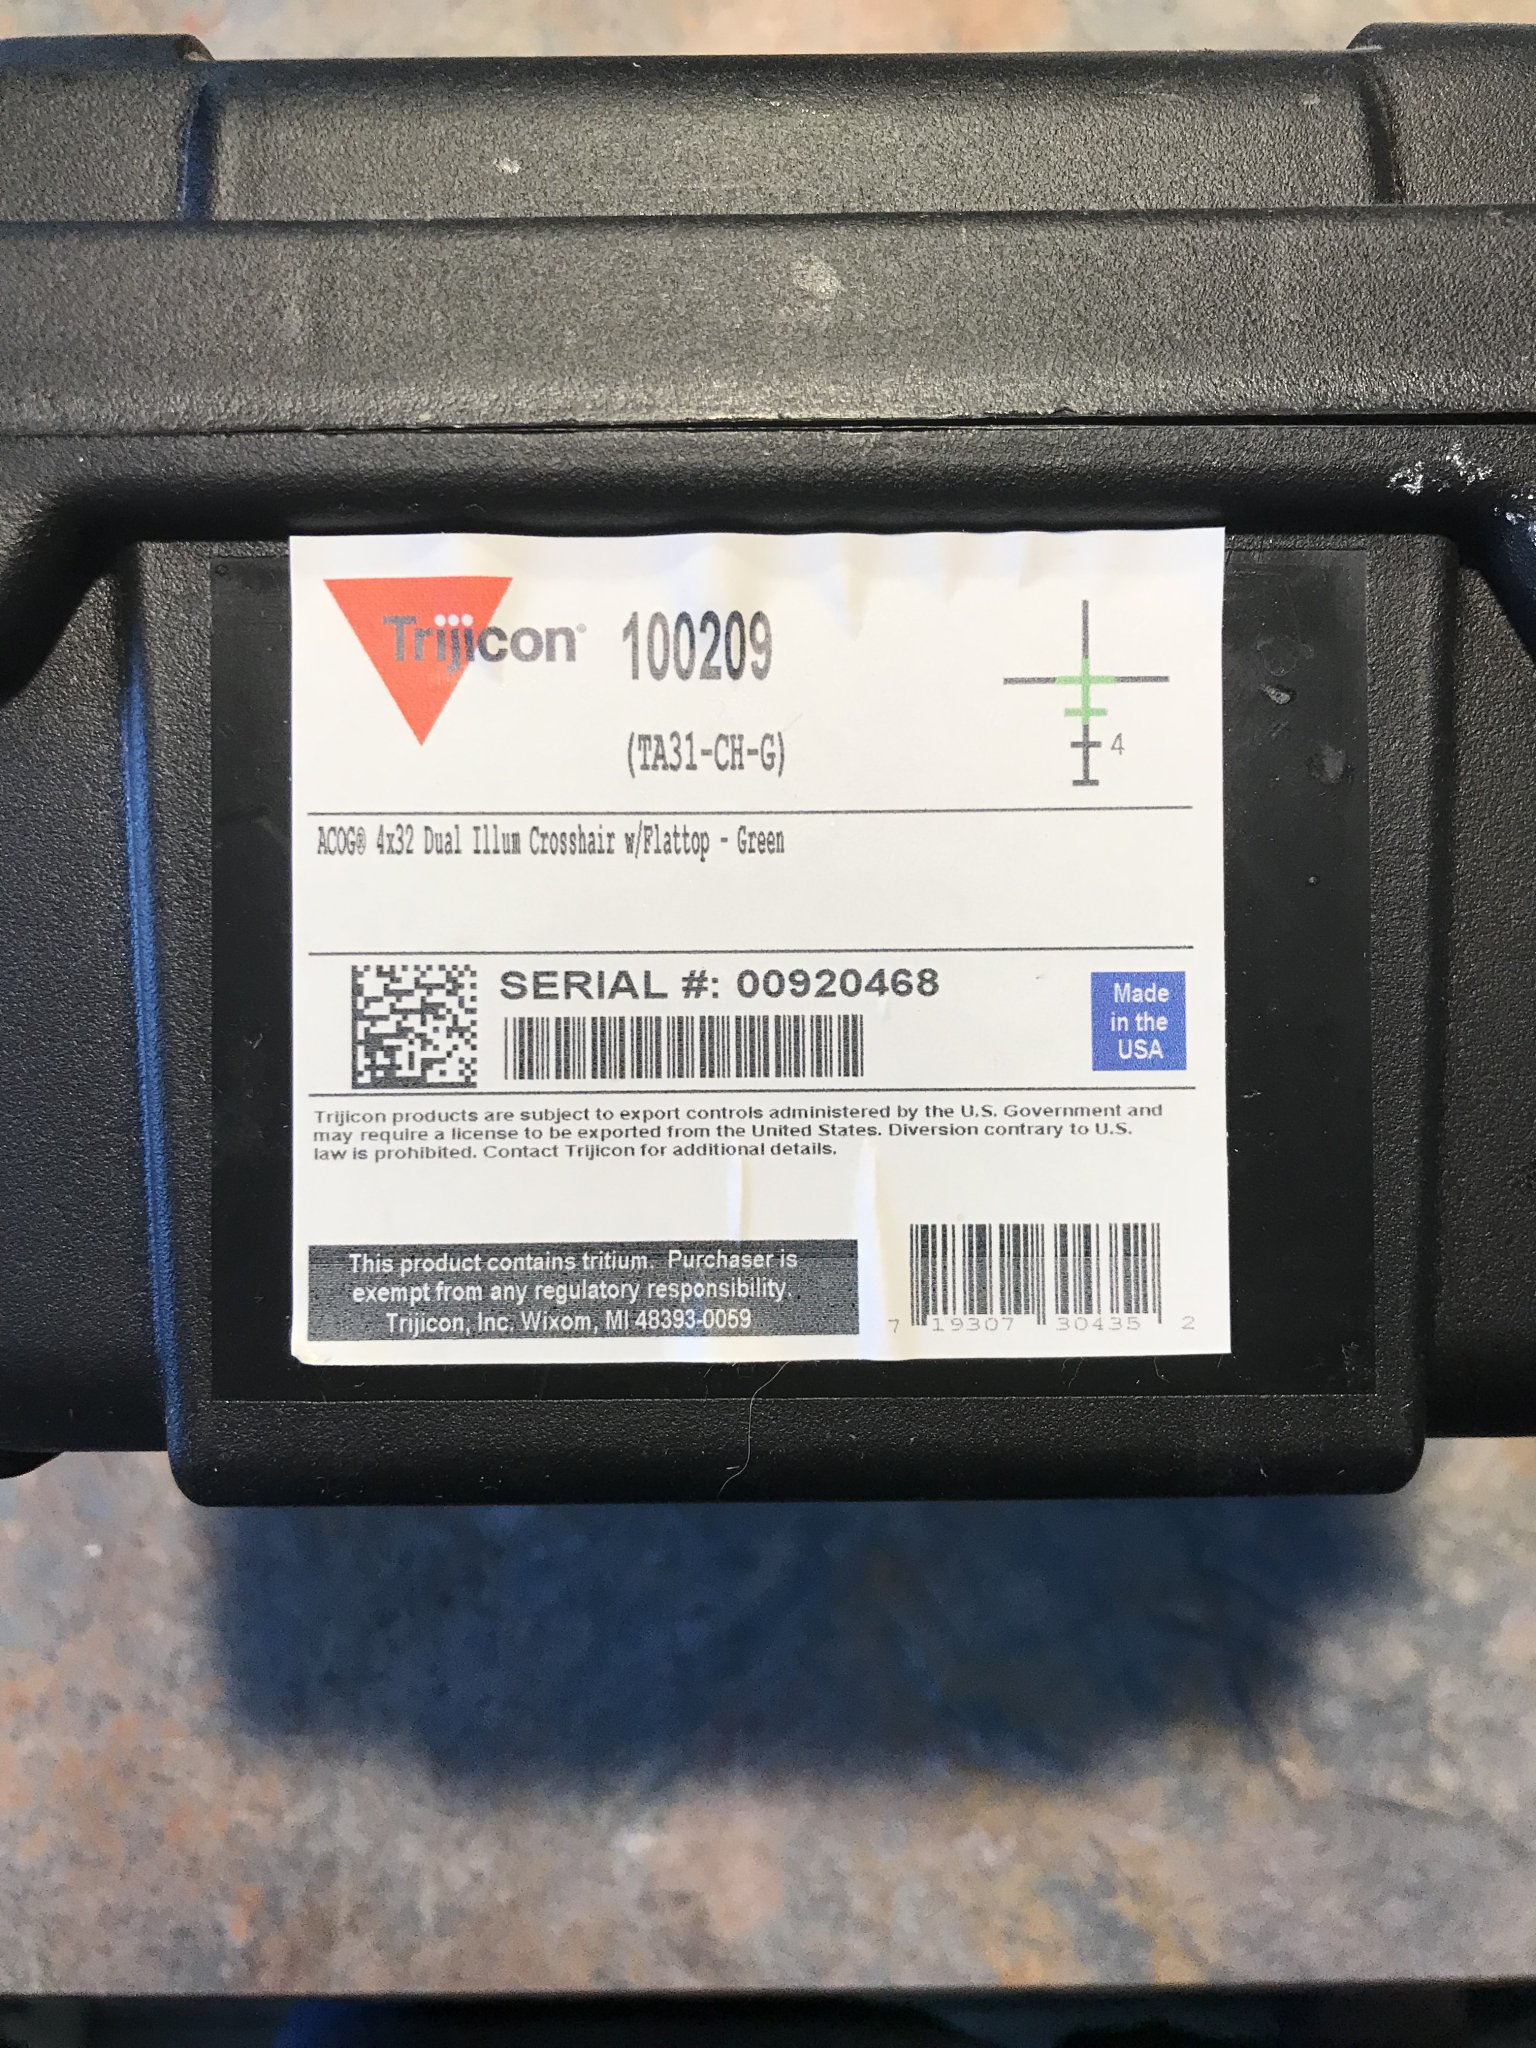 Trijicon®
100209
(TA31-CH-G)
4
ACOG® 4x32 Dual Illum Crosshair w/Flattop - Green
SERIAL #: 00920468
Made
in the
USA
Trijicon products are subject to export controls administered by the U.S. Government and
may require a license to be exported from the United States. Diversion contrary to U.S.
law is prohibited. Contact Trijicon for additional details.
This product contains tritium. Purchaser is
exempt from any regulatory responsibility.
Trijicon, Inc. Wixom, MI 48393-0059
7 19307 30435 2